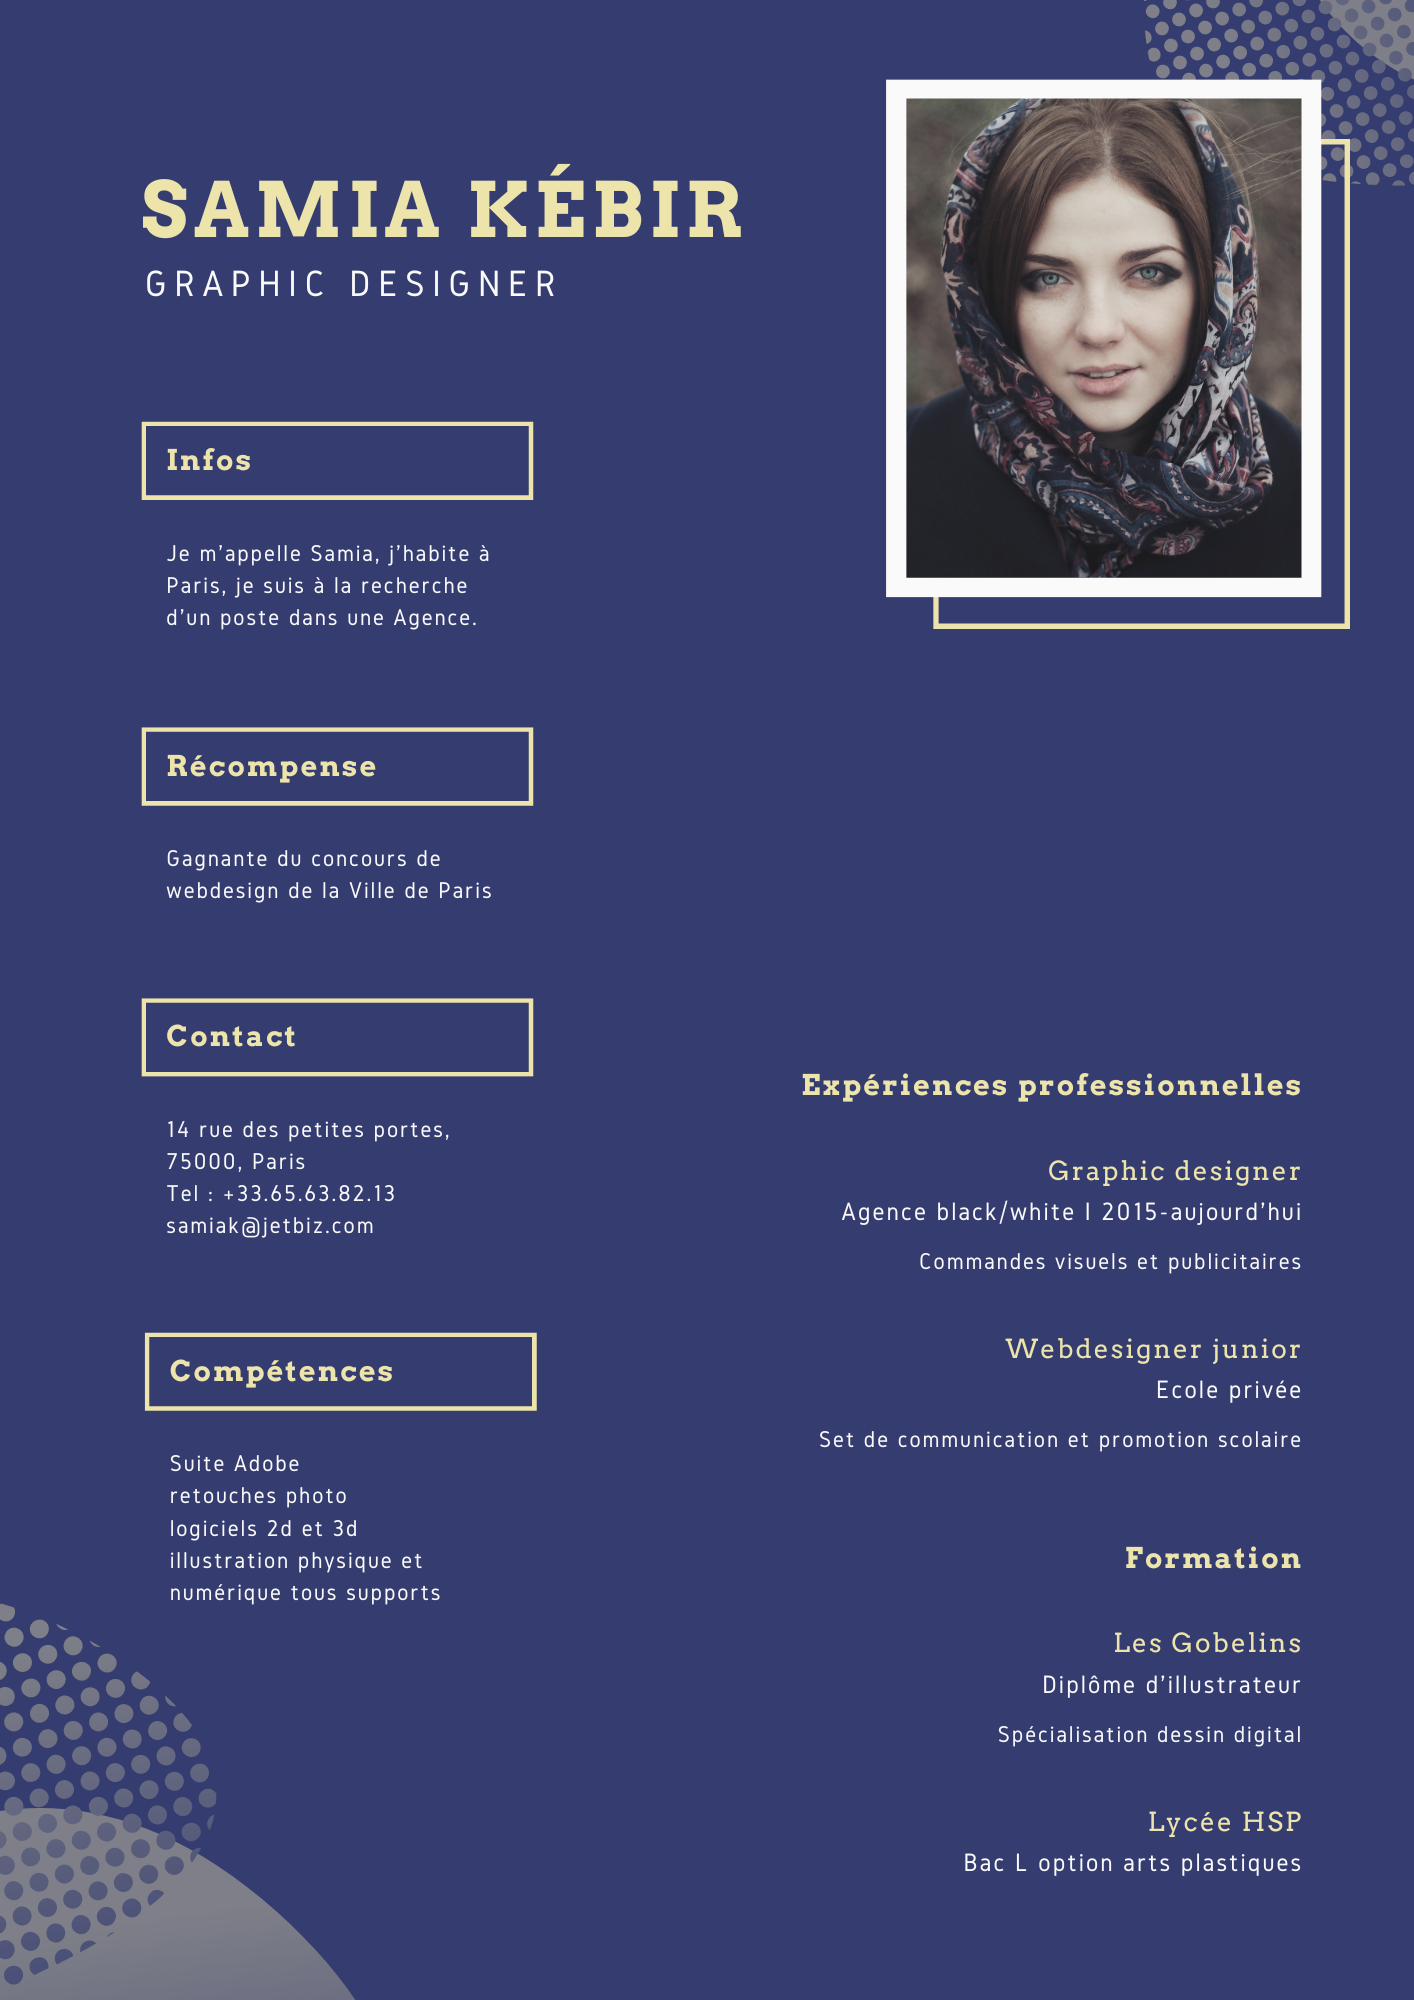 SAMIA KÉBIR
GRAPHIC DESIGNER
Infos
Je m’appelle Samia, j’habite à
Paris, je suis à la recherche
d’un poste dans une Agence.
Récompense
Gagnante du concours de
webdesign de la Ville de Paris
Contact
14 rue des petites portes,
75000, Paris
Tel : +33.65.63.82.13
samiak@jetbiz.com
Compétences
Suite Adobe
retouches photo
logiciels 2d et 3d
illustration physique et
numérique tous supports
Expériences professionnelles
Graphic designer
Agence black/white I 2015-aujourd’hui
Commandes visuels et publicitaires
Webdesigner junior
Ecole privée
Set de communication et promotion scolaire
Formation
Les Gobelins
Diplôme d’illustrateur
Spécialisation dessin digital
Lycée HSP
Bac L option arts plastiques